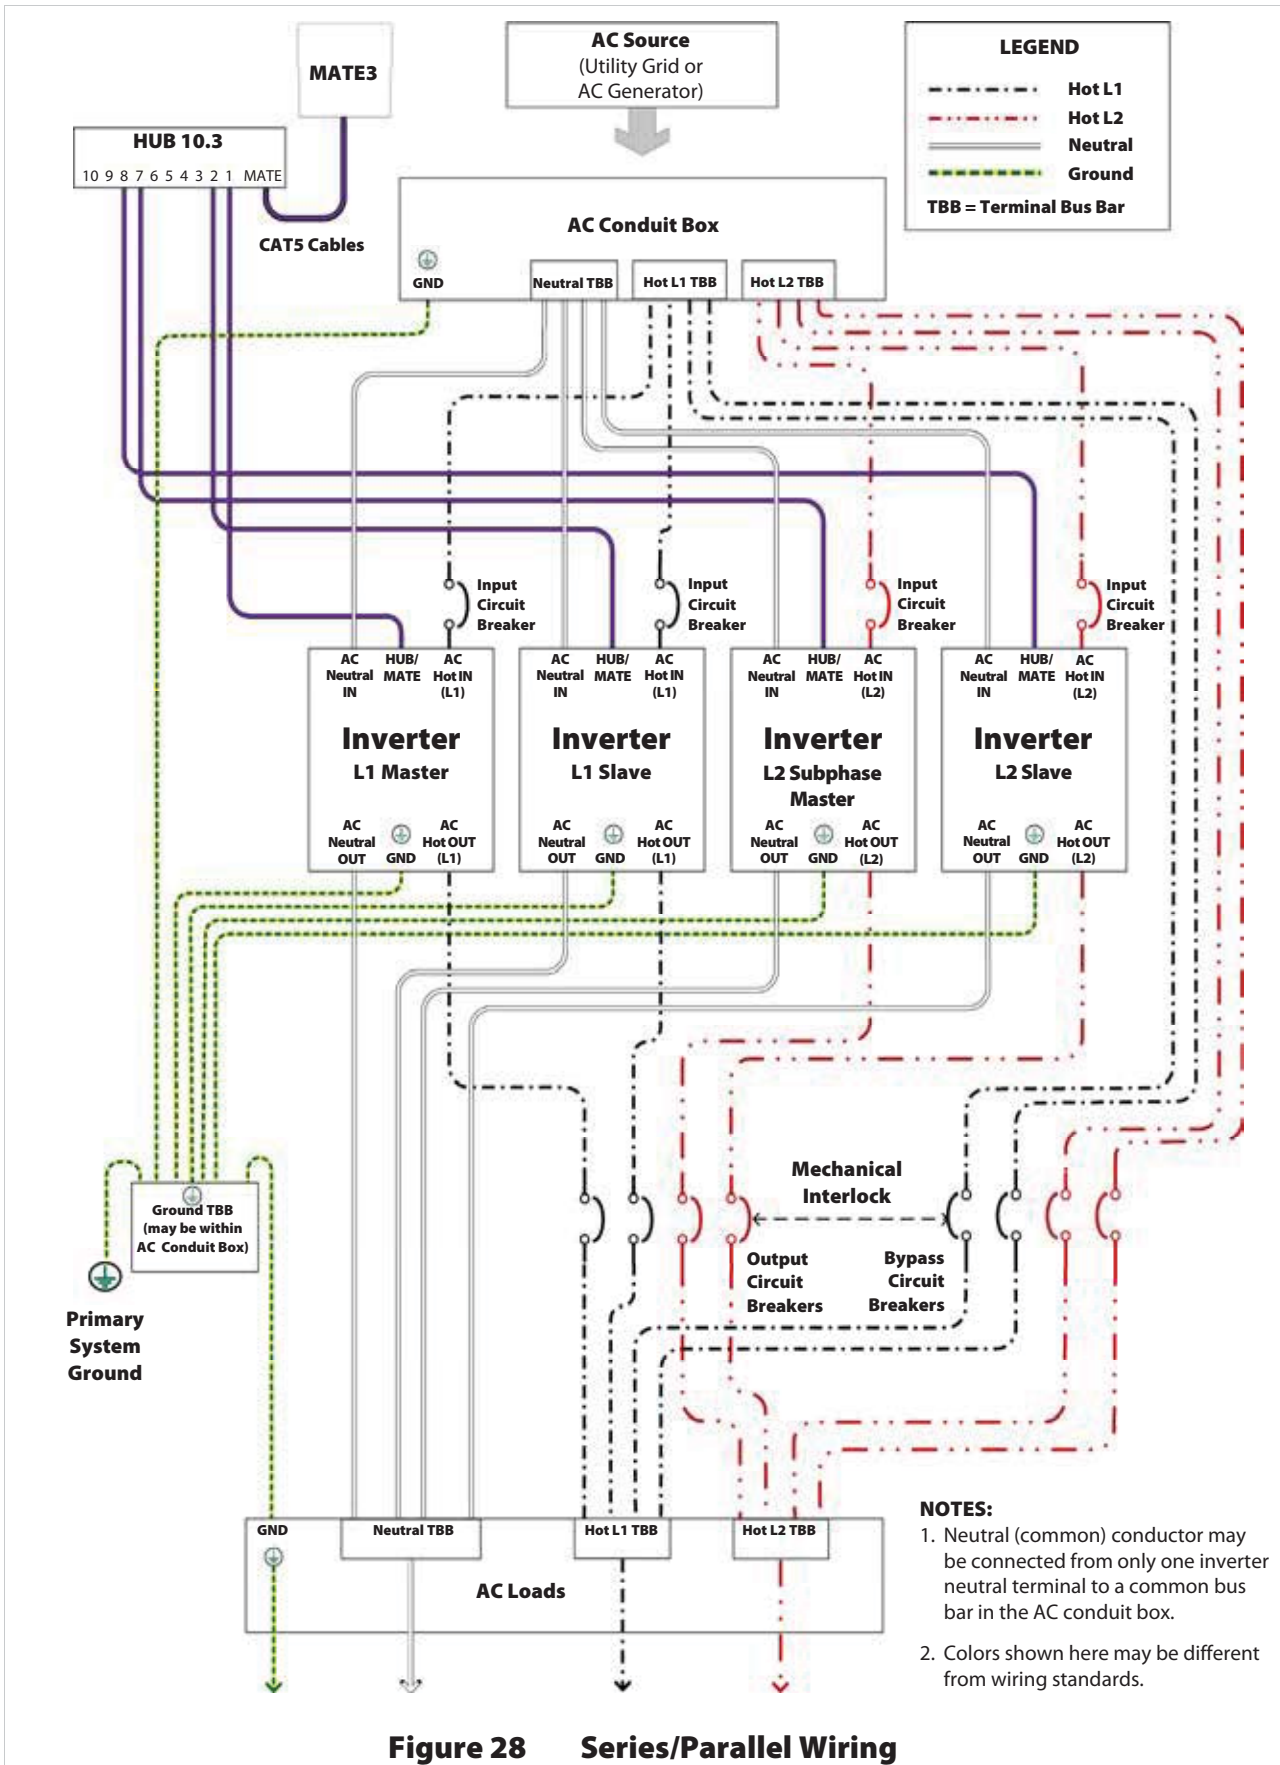 MATE3
AC Source
(Utility Grid or
AC Generator)
LEGEND
Hot L1
Hot L2
Neutral
Ground
TBB = Terminal Bus Bar
HUB 10.3
10 9 8 7 6 5 4 3 2 1 MATE
CAT5 Cables
AC Conduit Box
GND
Neutral TBB
Hot L1 TBB
Hot L2 TBB
Input
Circuit
Breaker
Input
Circuit
Breaker
Input
Circuit
Breaker
Input
Circuit
Breaker
AC
Neutral
IN
HUB/
MATE
AC
Hot IN
(L1)
Inverter
L1 Master
AC
Neutral
OUT
GND
AC
Hot OUT
(L1)
AC
Neutral
IN
HUB/
MATE
AC
Hot IN
(L1)
Inverter
L1 Slave
AC
Neutral
OUT
GND
AC
Hot OUT
(L1)
AC
Neutral
IN
HUB/
MATE
AC
Hot IN
(L2)
Inverter
L2 Subphase
Master
AC
Neutral
OUT
GND
AC
Hot OUT
(L2)
AC
Neutral
IN
HUB/
MATE
AC
Hot IN
(L2)
Inverter
L2 Slave
AC
Neutral
OUT
GND
AC
Hot OUT
(L2)
Mechanical
Interlock
Ground TBB
(may be within
AC Conduit Box)
Primary
System
Ground
Output
Circuit
Breakers
Bypass
Circuit
Breakers
GND
Neutral TBB
Hot L1 TBB
Hot L2 TBB
AC Loads
NOTES:
1. Neutral (common) conductor may
be connected from only one inverter
neutral terminal to a common bus
bar in the AC conduit box.
2. Colors shown here may be different
from wiring standards.
Figure 28 Series/Parallel Wiring